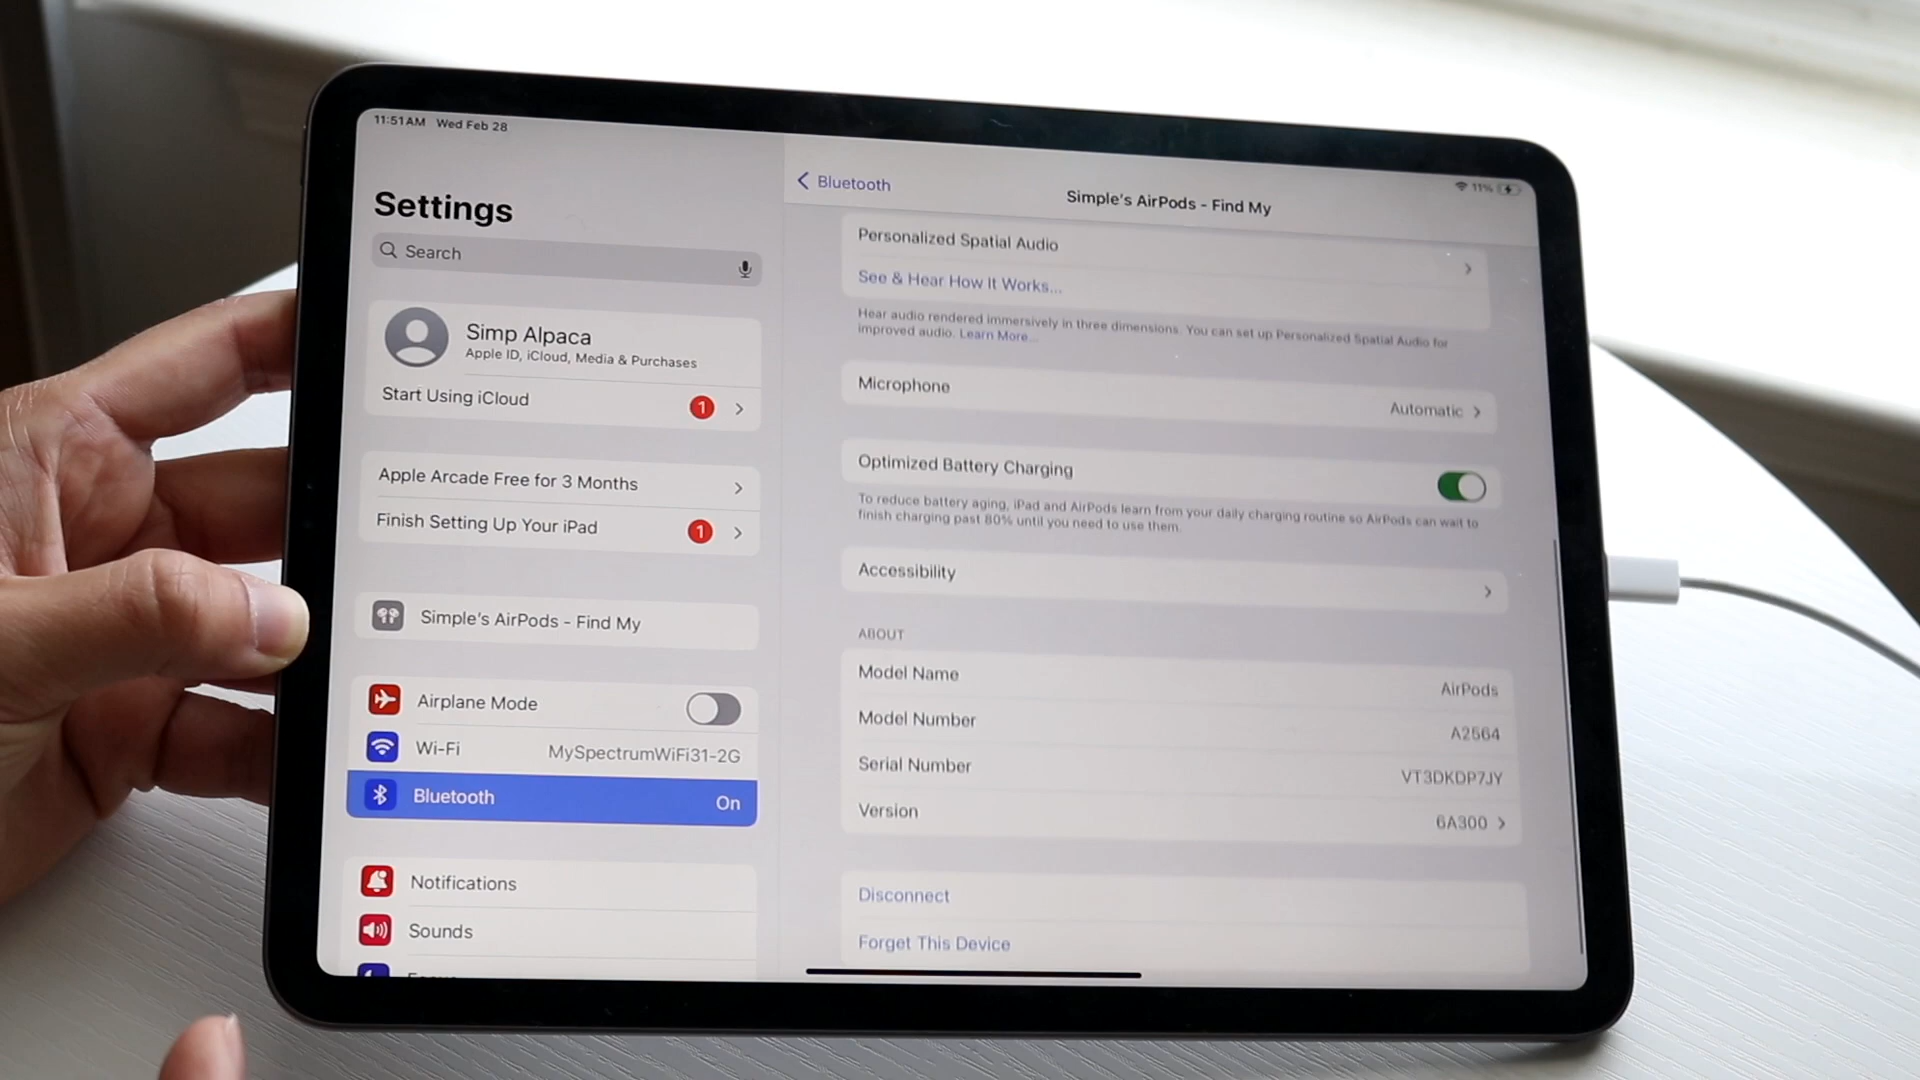 11:51AM Wed Feb 28
11%
Settings
Search
Simp Alpaca
Apple ID, iCloud, Media & Purchases
Start Using iCloud 1
Apple Arcade Free for 3 Months
Finish Setting Up Your iPad 1
Simple's AirPods - Find My
Airplane Mode
Wi-Fi MySpectrumWiFi31-2G
Bluetooth On
Notifications
Sounds
Bluetooth
Simple's AirPods - Find My
Personalized Spatial Audio
See & Hear How It Works...
Hear audio rendered immersively in three dimensions. You can set up Personalized Spatial Audio for
improved audio. Learn More...
Microphone Automatic
Optimized Battery Charging
To reduce battery aging, iPad and AirPods learn from your daily charging routine so AirPods can wait to
finish charging past 80% until you need to use them.
Accessibility
ABOUT
Model Name AirPods
Model Number A2564
Serial Number VT3DKDP7JY
Version 6A300
Disconnect
Forget This Device